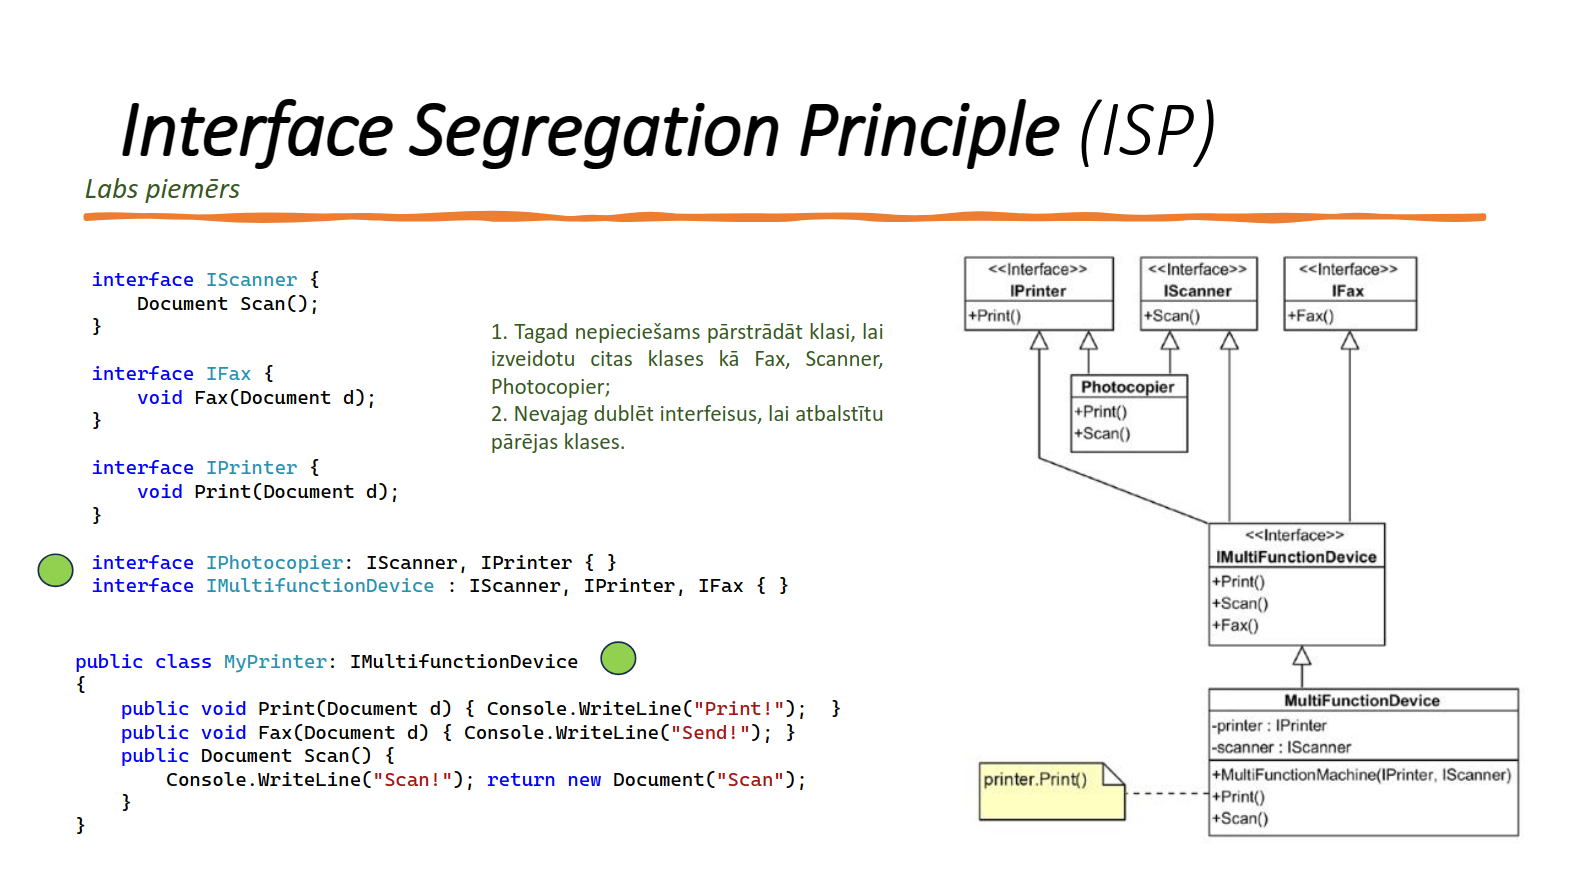 Interface Segregation Principle (ISP)
Labs piemērs
interface IScanner {
    Document Scan();
}
interface IFax {
    void Fax(Document d);
}
interface IPrinter {
    void Print(Document d);
}
interface IPhotocopier: IScanner, IPrinter { }
interface IMultifunctionDevice : IScanner, IPrinter, IFax { }
public class MyPrinter: IMultifunctionDevice
{
    public void Print(Document d) { Console.WriteLine("Print!");  }
    public void Fax(Document d) { Console.WriteLine("Send!"); }
    public Document Scan() {
        Console.WriteLine("Scan!"); return new Document("Scan");
    }
}
1. Tagad nepieciešams pārstrādāt klasi, lai
izveidotu citas klases kā Fax, Scanner,
Photocopier;
2. Nevajag dublēt interfeisus, lai atbalstītu
pārējas klases.
<<Interface>>
IPrinter
+Print()
<<Interface>>
IScanner
+Scan()
<<Interface>>
IFax
+Fax()
Photocopier
+Print()
+Scan()
<<Interface>>
IMultiFunctionDevice
+Print()
+Scan()
+Fax()
MultiFunctionDevice
-printer : IPrinter
-scanner : IScanner
+MultiFunctionMachine(IPrinter, IScanner)
+Print()
+Scan()
printer.Print()